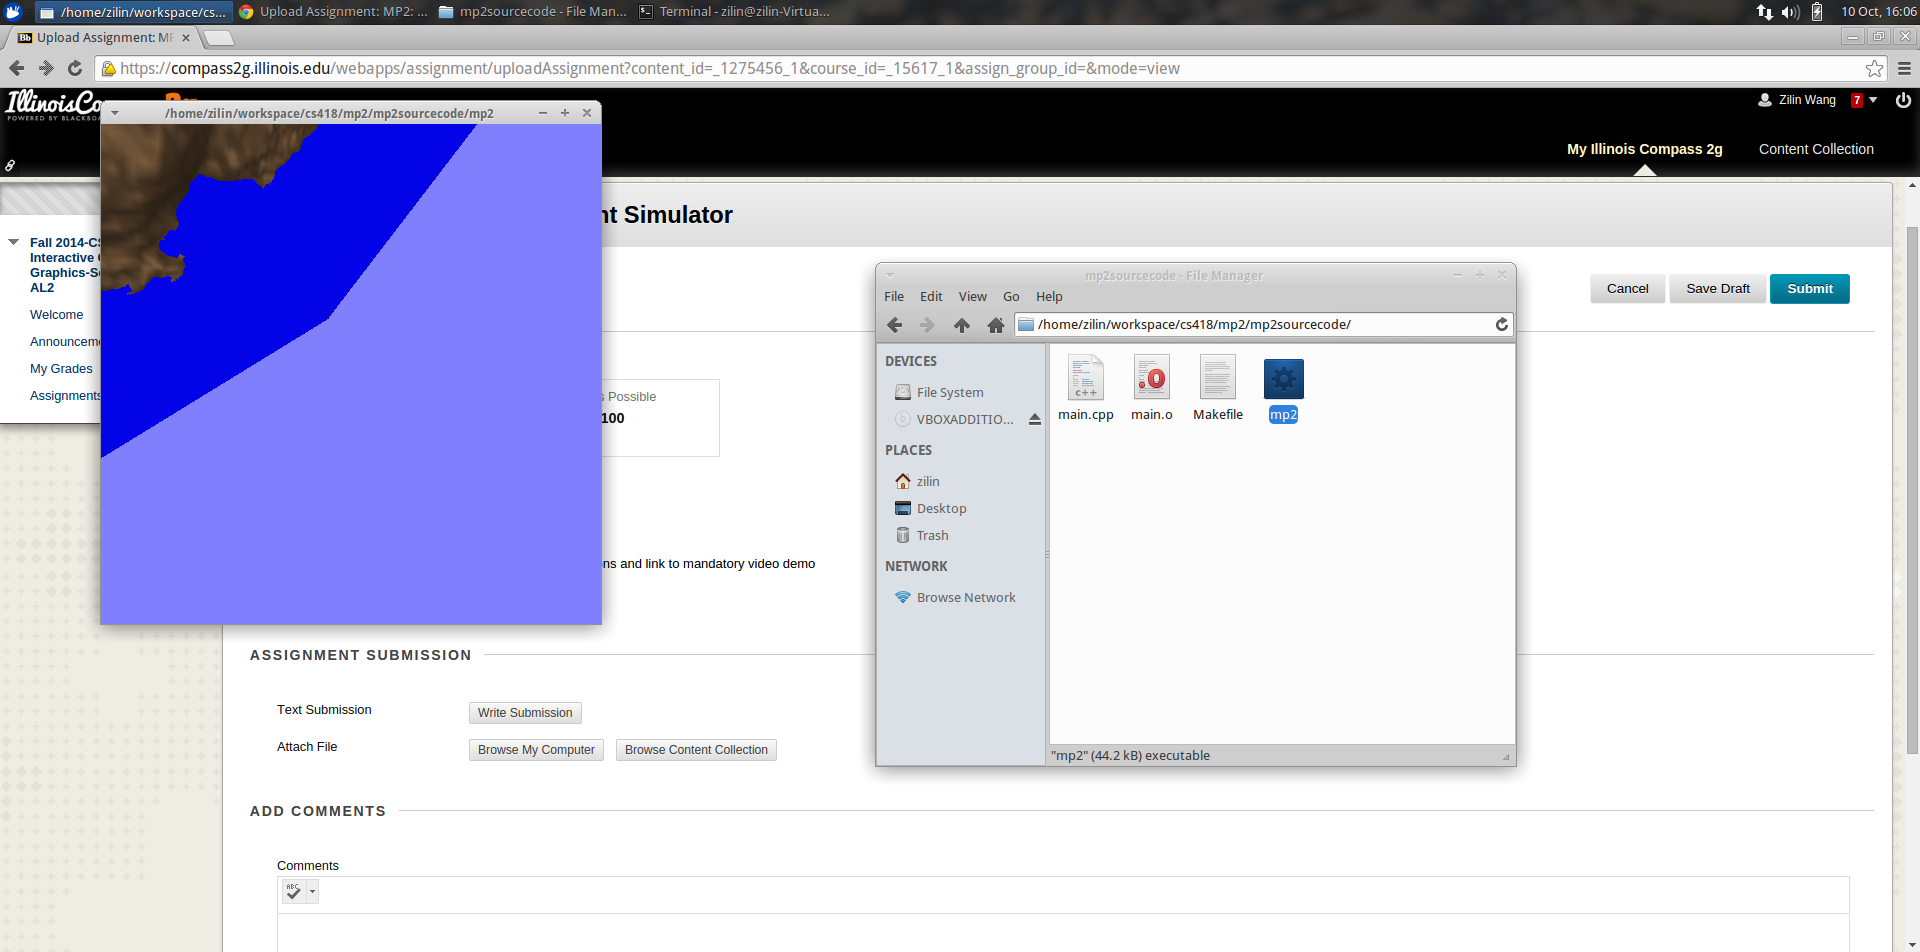 /home/zilin/workspace/cs...
Upload Assignment: MP2: ...
mp2sourcecode - File Man...
Terminal - zilin@zilin-Virtua...
10 Oct, 16:06
Upload Assignment: MP
https://compass2g.illinois.edu/webapps/assignment/uploadAssignment?content_id=_1275456_1&course_id=_15617_1&assign_group_id=&mode=view
IllinoisCo
POWERED BY BLACKBOA
Zilin Wang
7
My Illinois Compass 2g
Content Collection
/home/zilin/workspace/cs418/mp2/mp2sourcecode/mp2
nt Simulator
Fall 2014-CS
Interactive C
Graphics-Se
AL2
Welcome
Announceme
My Grades
Assignments
Cancel
Save Draft
Submit
s Possible
100
ns and link to mandatory video demo
mp2sourcecode - File Manager
File
Edit
View
Go
Help
/home/zilin/workspace/cs418/mp2/mp2sourcecode/
DEVICES
File System
VBOXADDITIO...
PLACES
zilin
Desktop
Trash
NETWORK
Browse Network
c++
.o
main.cpp
main.o
Makefile
mp2
"mp2" (44.2 kB) executable
ASSIGNMENT SUBMISSION
Text Submission
Write Submission
Attach File
Browse My Computer
Browse Content Collection
ADD COMMENTS
Comments
ABC